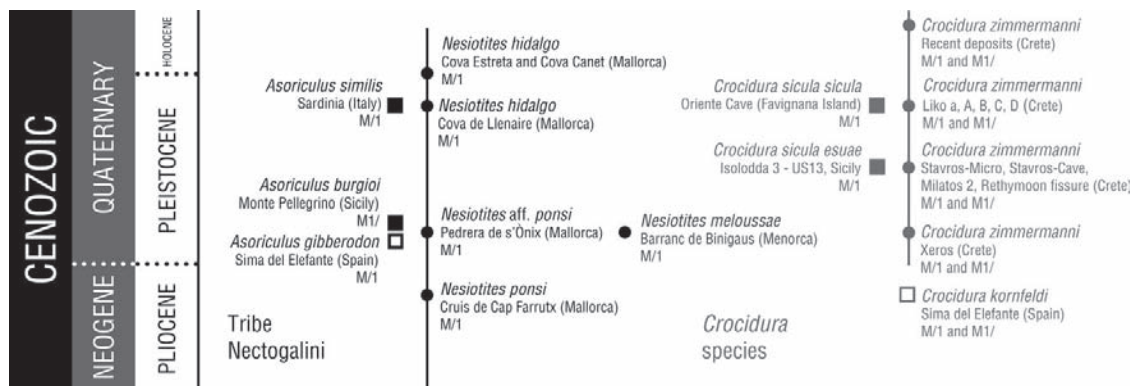 CENOZOIC
QUATERNARY
NEOGENE
HOLOCENE
PLEISTOCENE
PLIOCENE
Asoriculus similis
Sardinia (Italy)
M/1
Asoriculus burgioi
Monte Pellegrino (Sicily)
M1/
Asoriculus gibberodon
Sima del Elefante (Spain)
M/1
Tribe
Nectogalini
Nesiotites hidalgo
Cova Estreta and Cova Canet (Mallorca)
M/1
Nesiotites hidalgo
Cova de Llenaire (Mallorca)
M/1
Nesiotites aff. ponsi
Pedrera de s'Ònix (Mallorca)
M/1
Nesiotites ponsi
Cruis de Cap Farrutx (Mallorca)
M/1
Nesiotites meloussae
Barranc de Binigaus (Menorca)
M/1
Crocidura sicula sicula
Oriente Cave (Favignana Island)
M/1
Crocidura sicula esuae
Isolodda 3 - US13, Sicily
M/1
Crocidura
species
Crocidura zimmermanni
Recent deposits (Crete)
M/1 and M1/
Crocidura zimmermanni
Liko a, A, B, C, D (Crete)
M/1 and M1/
Crocidura zimmermanni
Stavros-Micro, Stavros-Cave,
Milatos 2, Rethymoon fissure (Crete)
M/1 and M1/
Crocidura zimmermanni
Xeros (Crete)
M/1 and M1/
Crocidura kornfeldi
Sima del Elefante (Spain)
M/1 and M1/